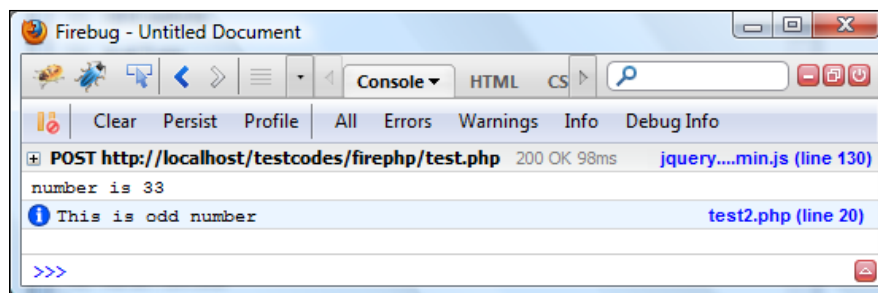 Firebug - Untitled Document
Console HTML CS
Clear Persist Profile All Errors Warnings Info Debug Info
POST http://localhost/testcodes/firephp/test.php 200 OK 98ms jquery....min.js (line 130)
number is 33
This is odd number test2.php (line 20)
>>>